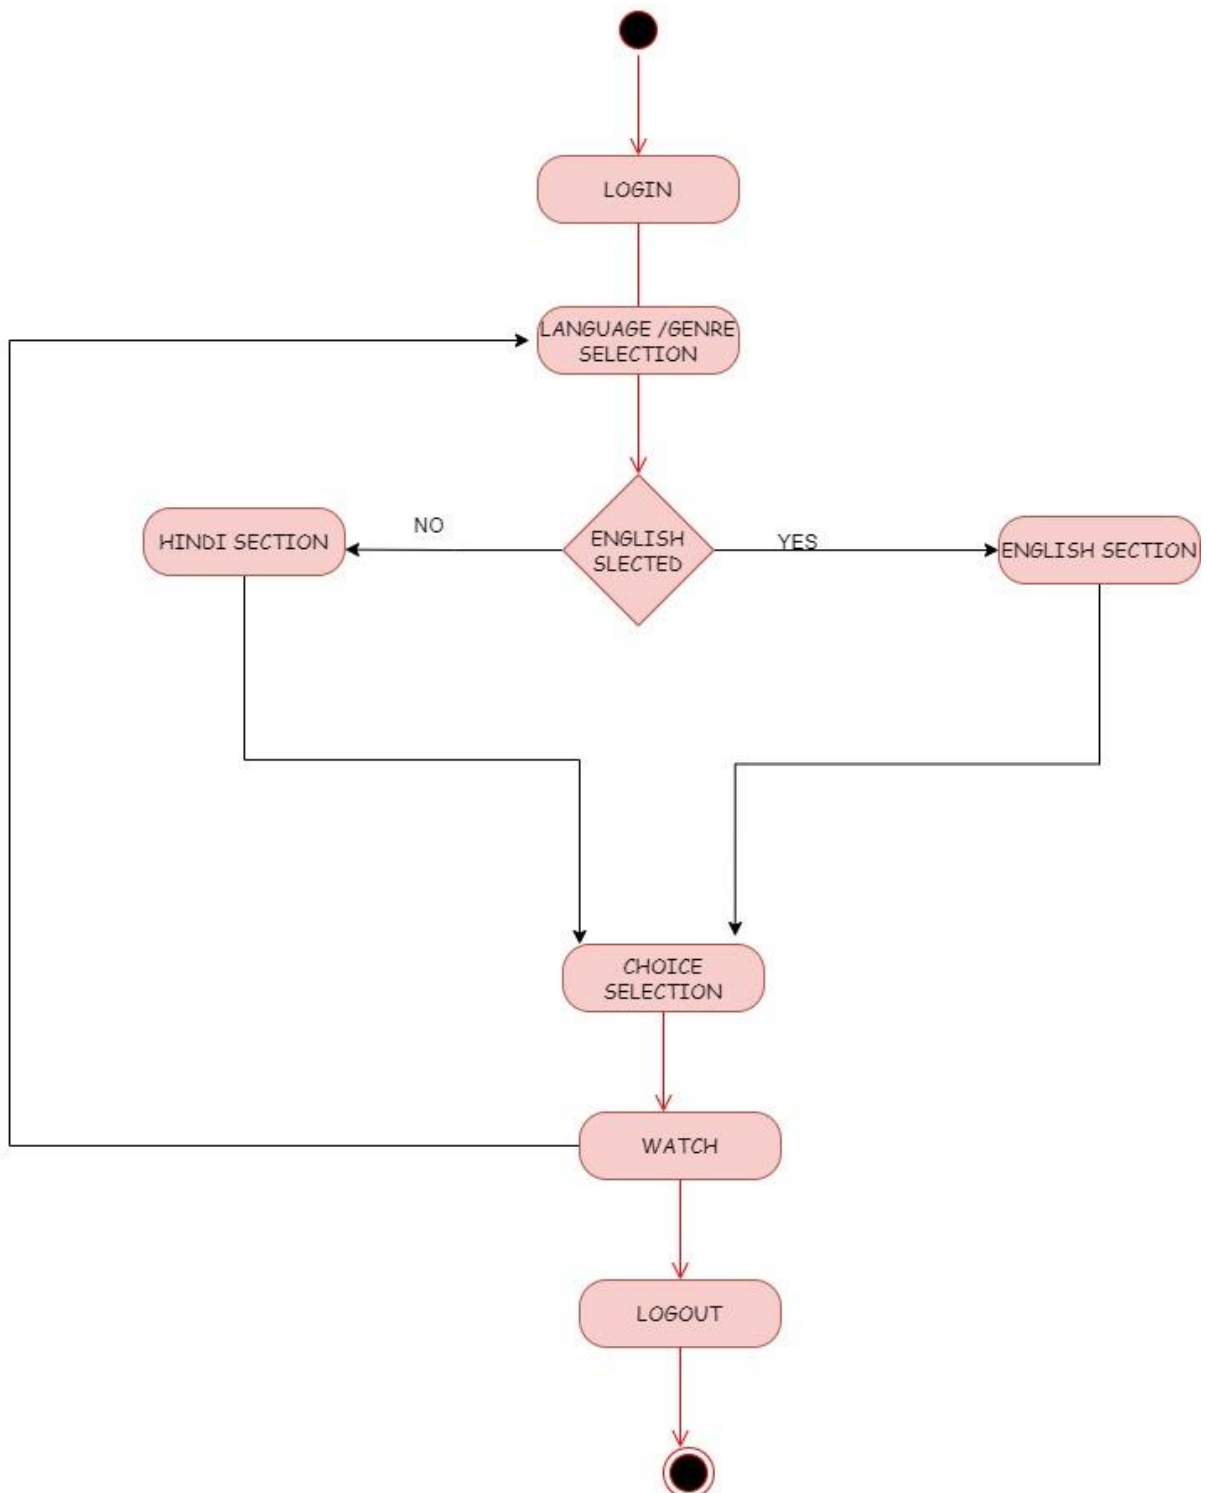 LOGIN
LANGUAGE /GENRE
SELECTION
NO
HINDI SECTION
ENGLISH
SLECTED
YES
ENGLISH SECTION
CHOICE
SELECTION
WATCH
LOGOUT